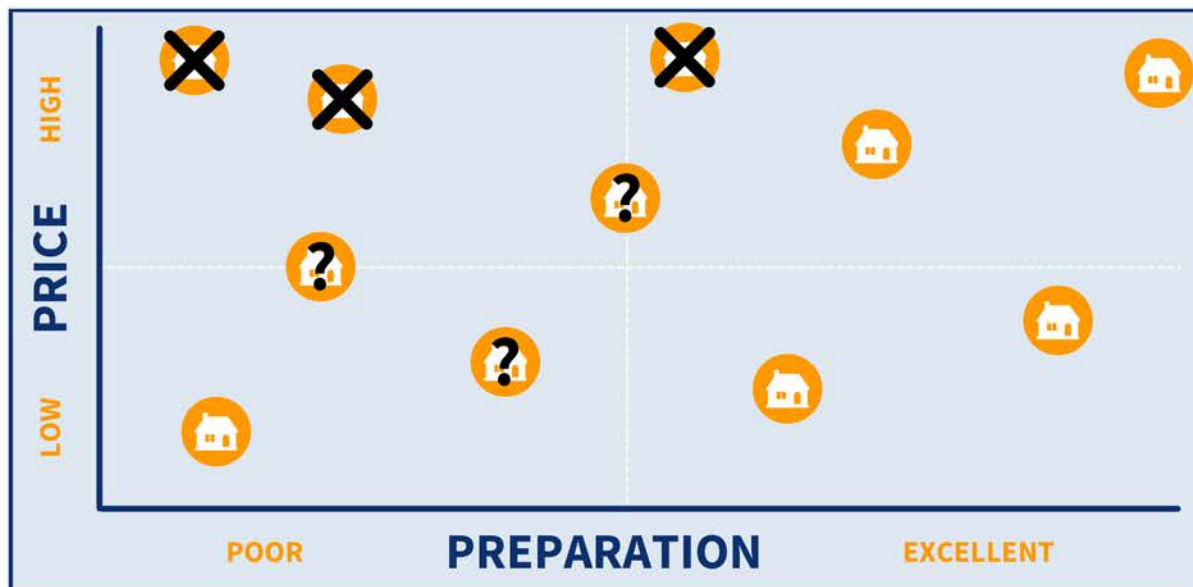 HIGH
PRICE
LOW
?
?
?
POOR
PREPARATION
EXCELLENT